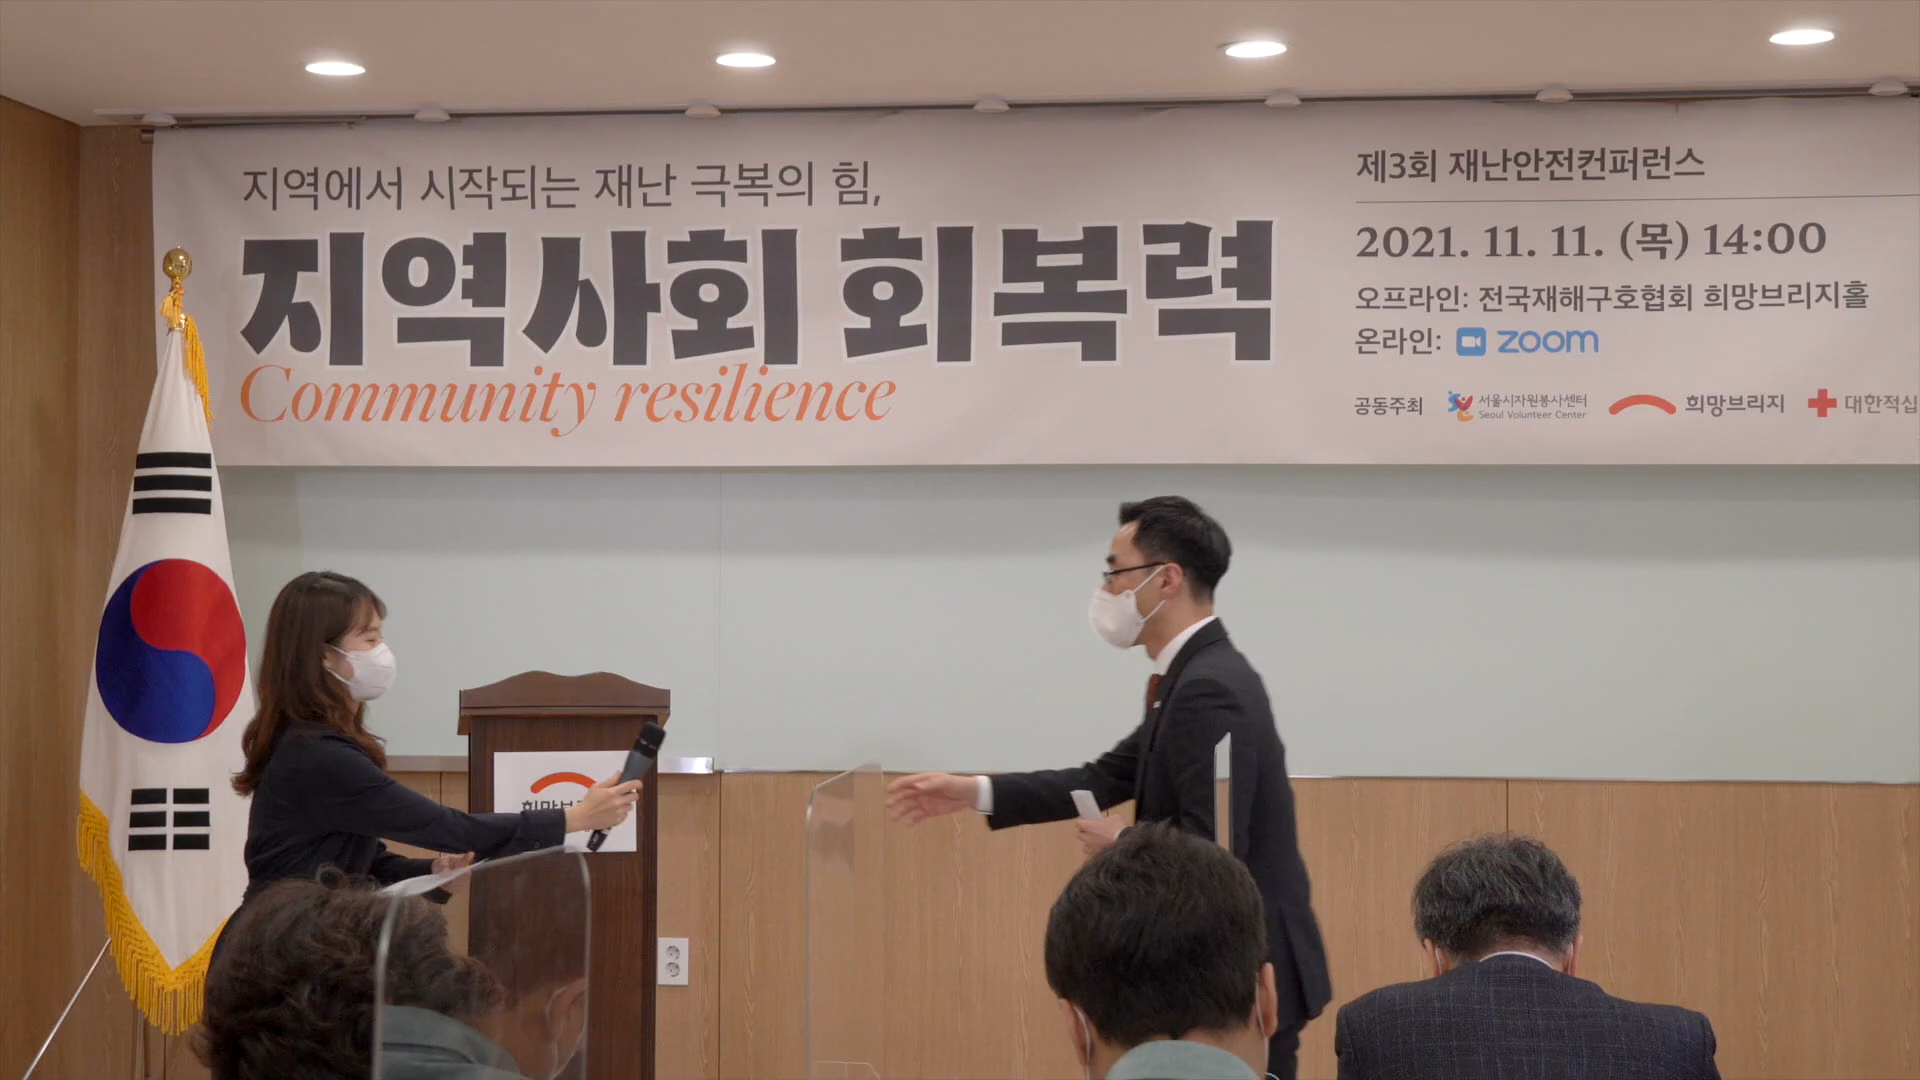 지역에서 시작되는 재난 극복의 힘,
지역사회 회복력
Community resilience
제3회 재난안전컨퍼런스
2021. 11. 11. (목) 14:00
오프라인: 전국재해구호협회 희망브리지홀
온라인: zoom
공동주최 서울시자원봉사센터 Seoul Volunteer Center 희망브리지 대한적십